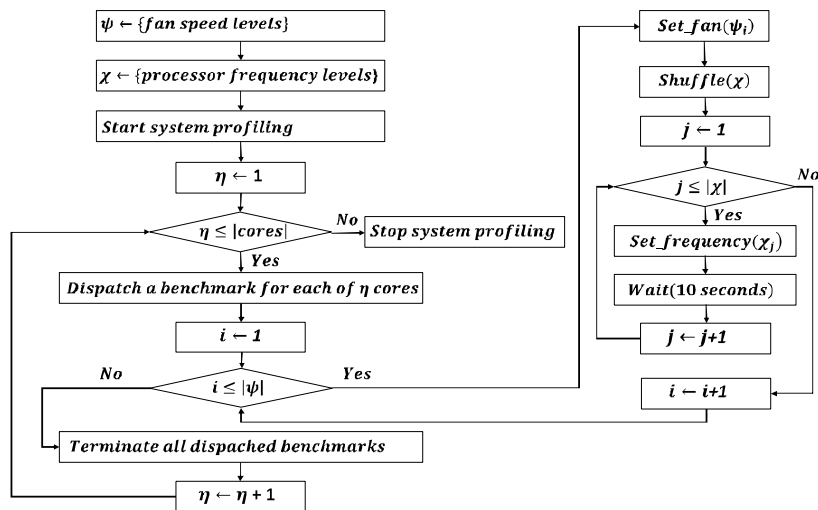 ψ ← {fan speed levels}
χ ← {processor frequency levels}
Start system profiling
η ← 1
η ≤ |cores|
No
Stop system profiling
Yes
Dispatch a benchmark for each of η cores
i ← 1
No
i ≤ |ψ|
Yes
Terminate all dispached benchmarks
η ← η + 1
Set_fan(ψi)
Shuffle(χ)
j ← 1
j ≤ |χ|
No
Yes
Set_frequency(χj)
Wait(10 seconds)
j ← j+1
i ← i+1